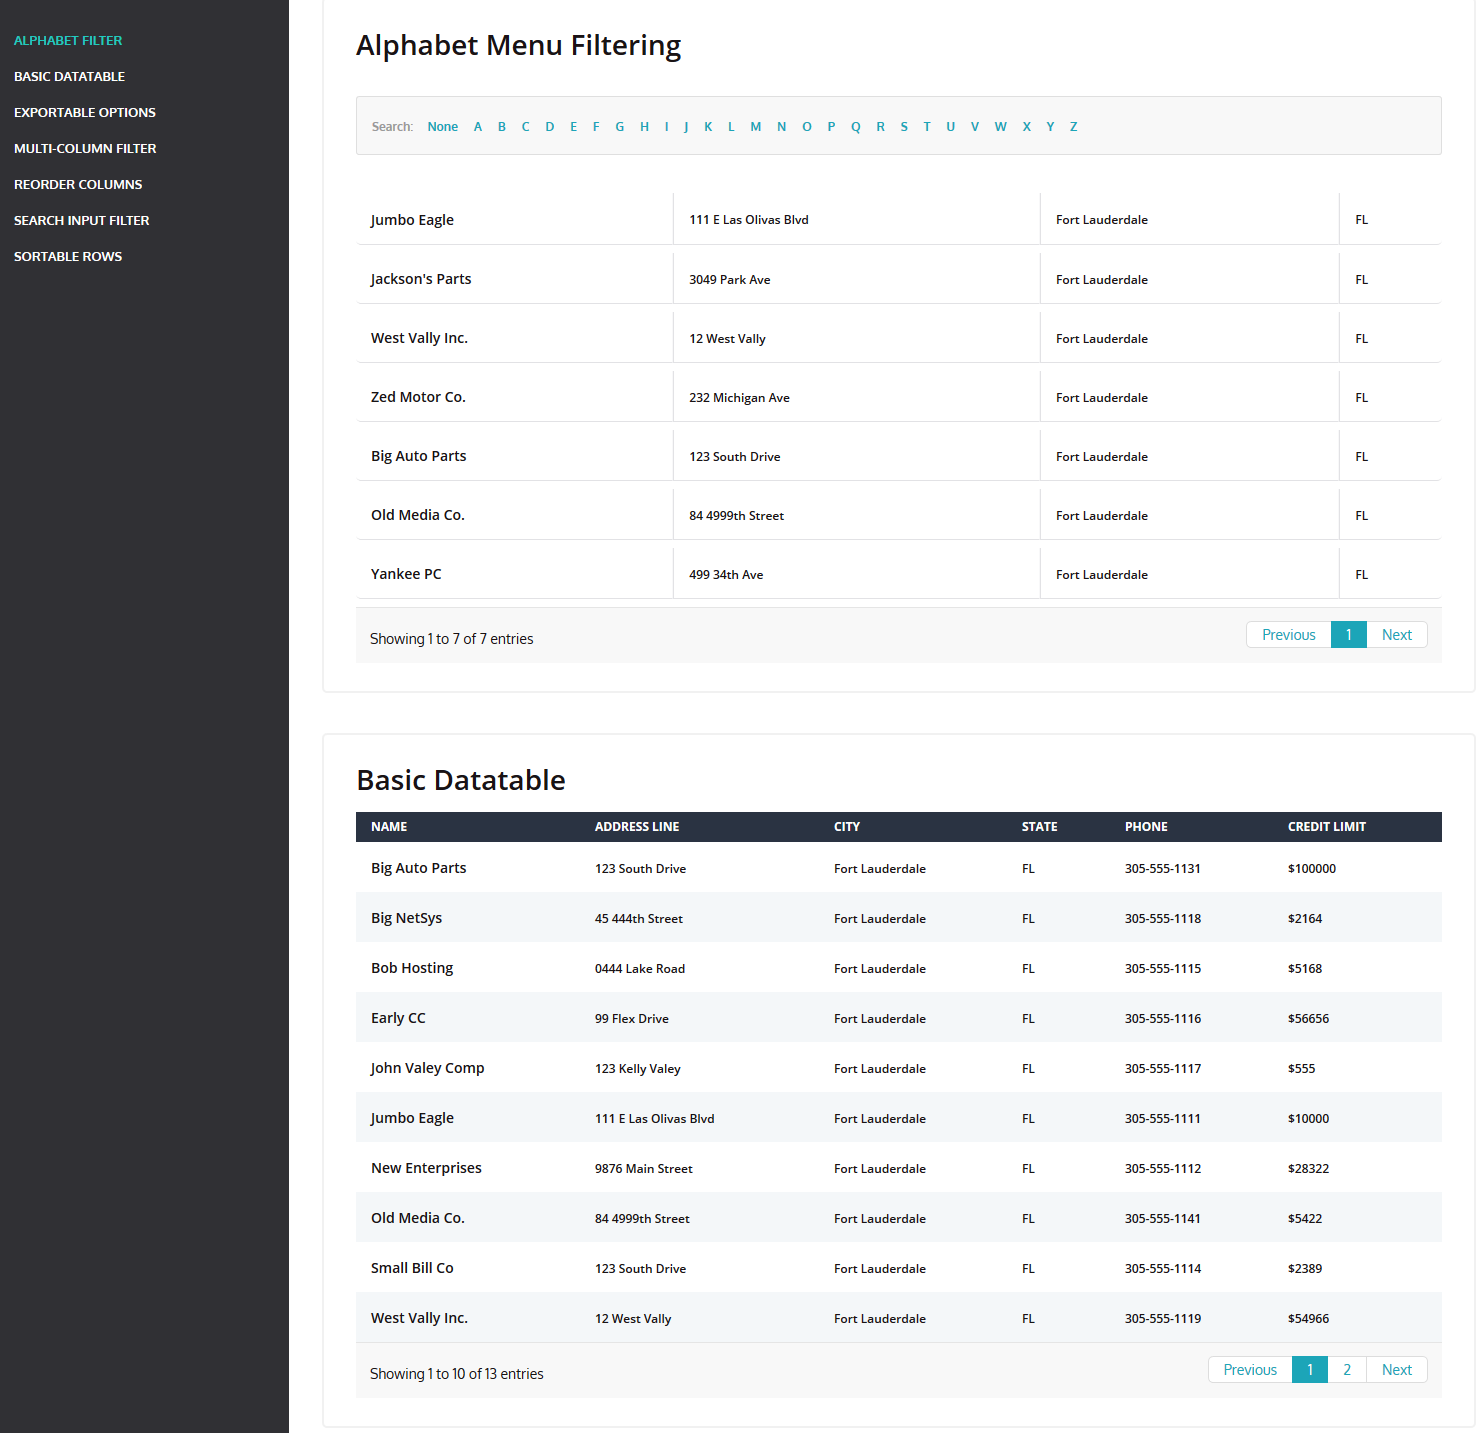 ALPHABET FILTER
BASIC DATATABLE
EXPORTABLE OPTIONS
MULTI-COLUMN FILTER
REORDER COLUMNS
SEARCH INPUT FILTER
SORTABLE ROWS
Alphabet Menu Filtering
Search: None A B C D E F G H I J K L M N O P Q R S T U V W X Y Z
Jumbo Eagle 111 E Las Olivas Blvd Fort Lauderdale FL
Jackson's Parts 3049 Park Ave Fort Lauderdale FL
West Vally Inc. 12 West Vally Fort Lauderdale FL
Zed Motor Co. 232 Michigan Ave Fort Lauderdale FL
Big Auto Parts 123 South Drive Fort Lauderdale FL
Old Media Co. 84 4999th Street Fort Lauderdale FL
Yankee PC 499 34th Ave Fort Lauderdale FL
Showing 1 to 7 of 7 entries Previous 1 Next
Basic Datatable
NAME ADDRESS LINE CITY STATE PHONE CREDIT LIMIT
Big Auto Parts 123 South Drive Fort Lauderdale FL 305-555-1131 $100000
Big NetSys 45 444th Street Fort Lauderdale FL 305-555-1118 $2164
Bob Hosting 0444 Lake Road Fort Lauderdale FL 305-555-1115 $5168
Early CC 99 Flex Drive Fort Lauderdale FL 305-555-1116 $56656
John Valey Comp 123 Kelly Valey Fort Lauderdale FL 305-555-1117 $555
Jumbo Eagle 111 E Las Olivas Blvd Fort Lauderdale FL 305-555-1111 $10000
New Enterprises 9876 Main Street Fort Lauderdale FL 305-555-1112 $28322
Old Media Co. 84 4999th Street Fort Lauderdale FL 305-555-1141 $5422
Small Bill Co 123 South Drive Fort Lauderdale FL 305-555-1114 $2389
West Vally Inc. 12 West Vally Fort Lauderdale FL 305-555-1119 $54966
Showing 1 to 10 of 13 entries Previous 1 2 Next